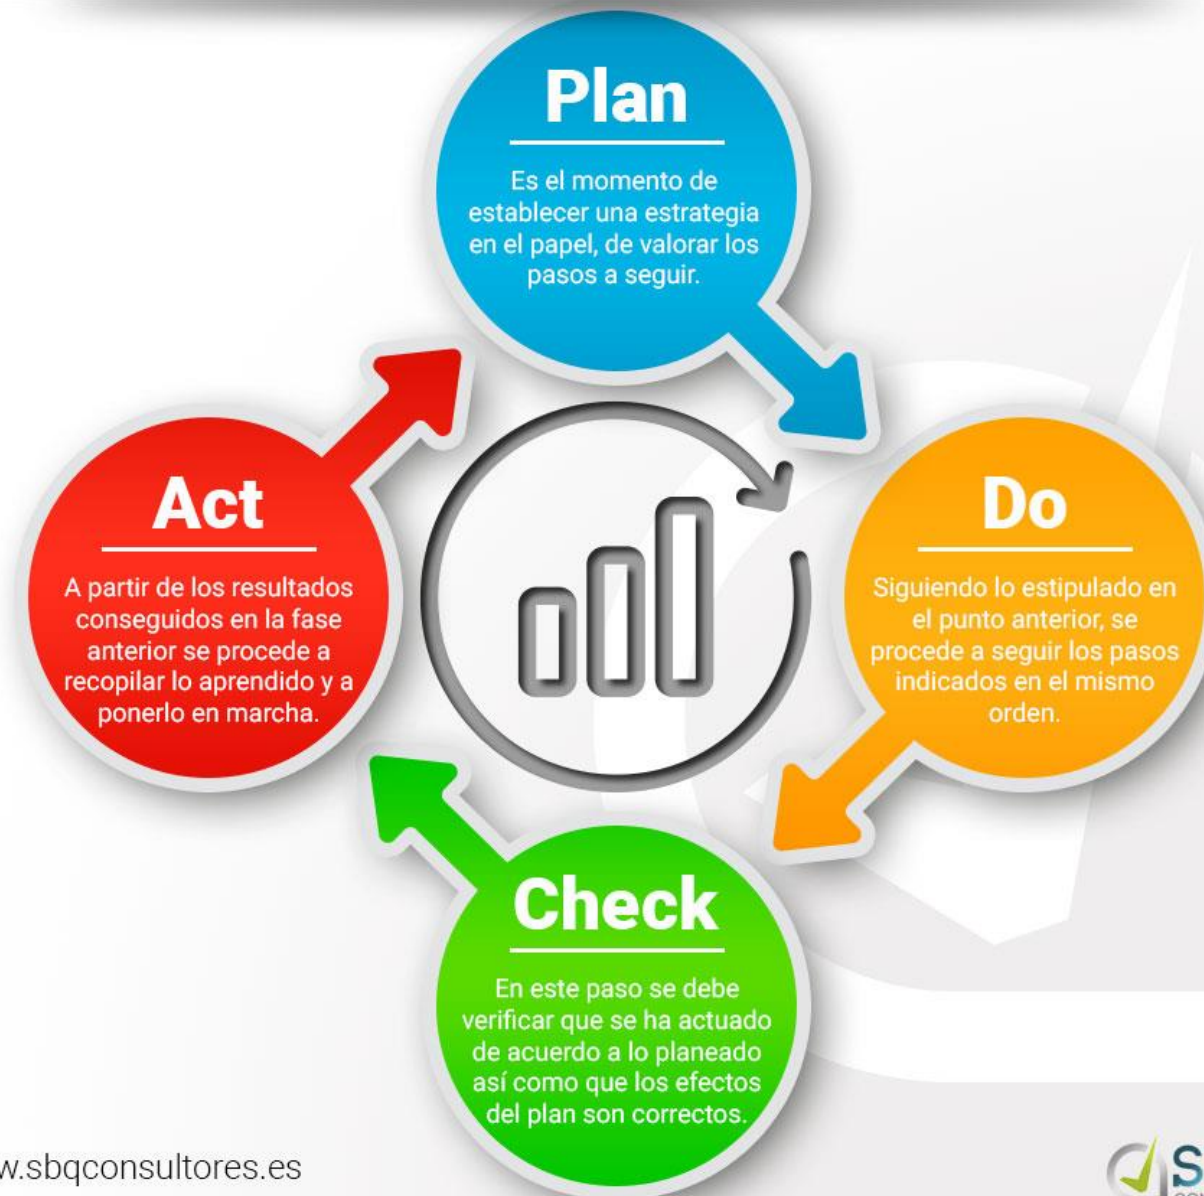 Plan
Es el momento de
establecer una estrategia
en el papel, de valorar los
pasos a seguir.
Act
A partir de los resultados
conseguidos en la fase
anterior se procede a
recopilar lo aprendido y a
ponerlo en marcha.
Do
Siguiendo lo estipulado en
el punto anterior, se
procede a seguir los pasos
indicados en el mismo
orden.
Check
En este paso se debe
verificar que se ha actuado
de acuerdo a lo planeado
así como que los efectos
del plan son correctos.
w.sbqconsultores.es
S